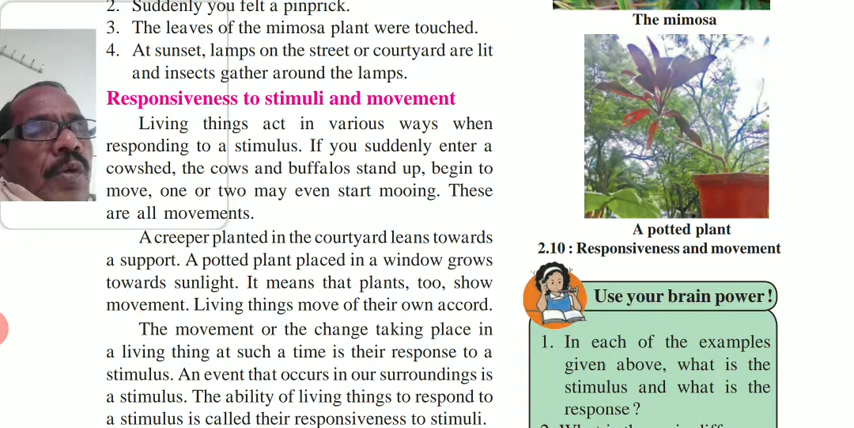 2. Suddenly you felt a pinprick.
3. The leaves of the mimosa plant were touched.
4. At sunset, lamps on the street or courtyard are lit
and insects gather around the lamps.
Responsiveness to stimuli and movement
Living things act in various ways when
responding to a stimulus. If you suddenly enter a
cowshed, the cows and buffalos stand up, begin to
move, one or two may even start mooing. These
are all movements.
A creeper planted in the courtyard leans towards
a support. A potted plant placed in a window grows
towards sunlight. It means that plants, too, show
movement. Living things move of their own accord.
The movement or the change taking place in
a living thing at such a time is their response to a
stimulus. An event that occurs in our surroundings is
a stimulus. The ability of living things to respond to
a stimulus is called their responsiveness to stimuli.
The mimosa
A potted plant
2.10 : Responsiveness and movement
Use your brain power !
1. In each of the examples
given above, what is the
stimulus and what is the
response ?